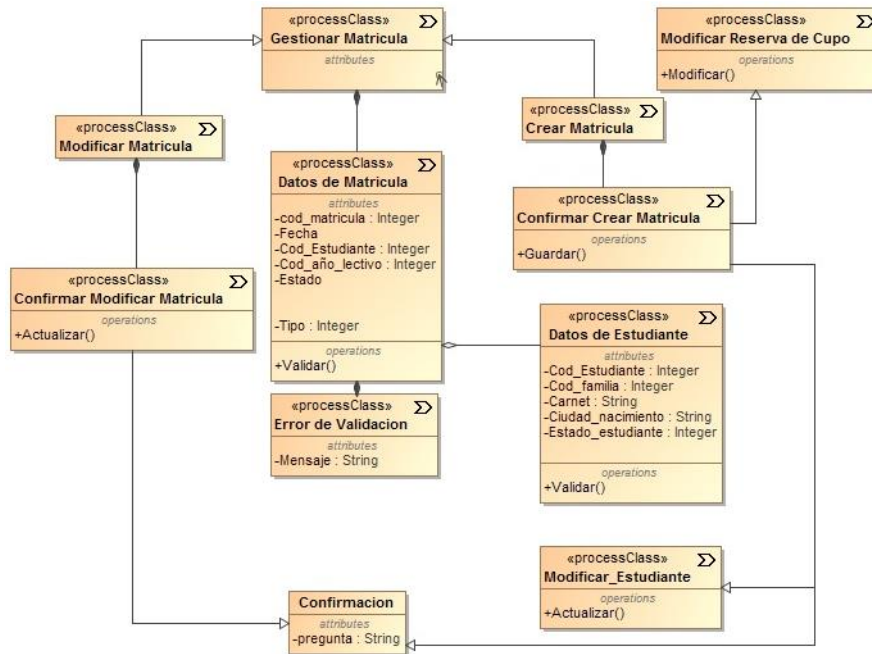 «processClass»
Gestionar Matricula
attributes
«processClass»
Modificar Reserva de Cupo
operations
+Modificar()
«processClass»
Modificar Matricula
«processClass»
Crear Matricula
«processClass»
Datos de Matricula
attributes
-cod_matricula : Integer
-Fecha
-Cod_Estudiante : Integer
-Cod_año_lectivo : Integer
-Estado
-Tipo : Integer
operations
+Validar()
«processClass»
Confirmar Crear Matricula
operations
+Guardar()
«processClass»
Confirmar Modificar Matricula
operations
+Actualizar()
«processClass»
Datos de Estudiante
attributes
-Cod_Estudiante : Integer
-Cod_familia : Integer
-Carnet : String
-Ciudad_nacimiento : String
-Estado_estudiante : Integer
operations
+Validar()
«processClass»
Error de Validacion
attributes
-Mensaje : String
«processClass»
Modificar_Estudiante
operations
+Actualizar()
Confirmacion
attributes
-pregunta : String